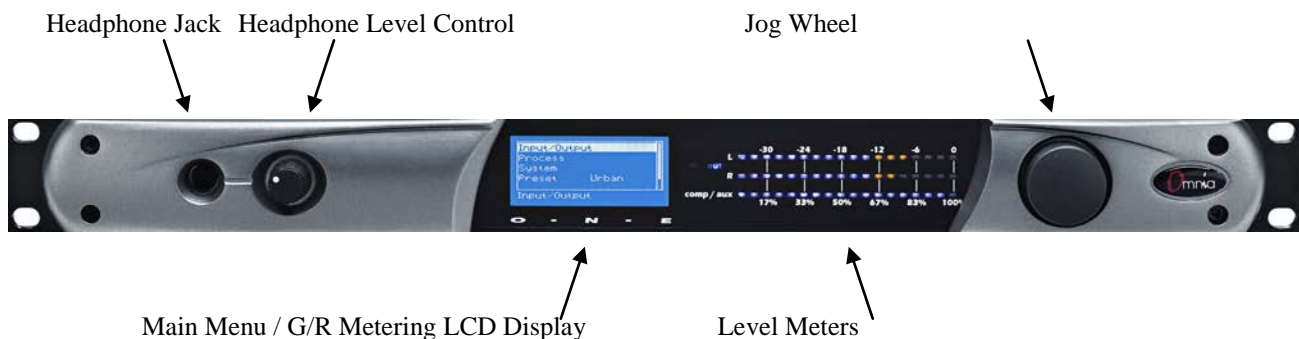 Headphone Jack Headphone Level Control Jog Wheel
Input/Output
Process
System
Preset Urban
Input/Output
O - N - E
-30 -24 -18 -12 -6 0
L
R
comp / aux
17% 33% 50% 67% 83% 100%
Omnia
Main Menu / G/R Metering LCD Display Level Meters